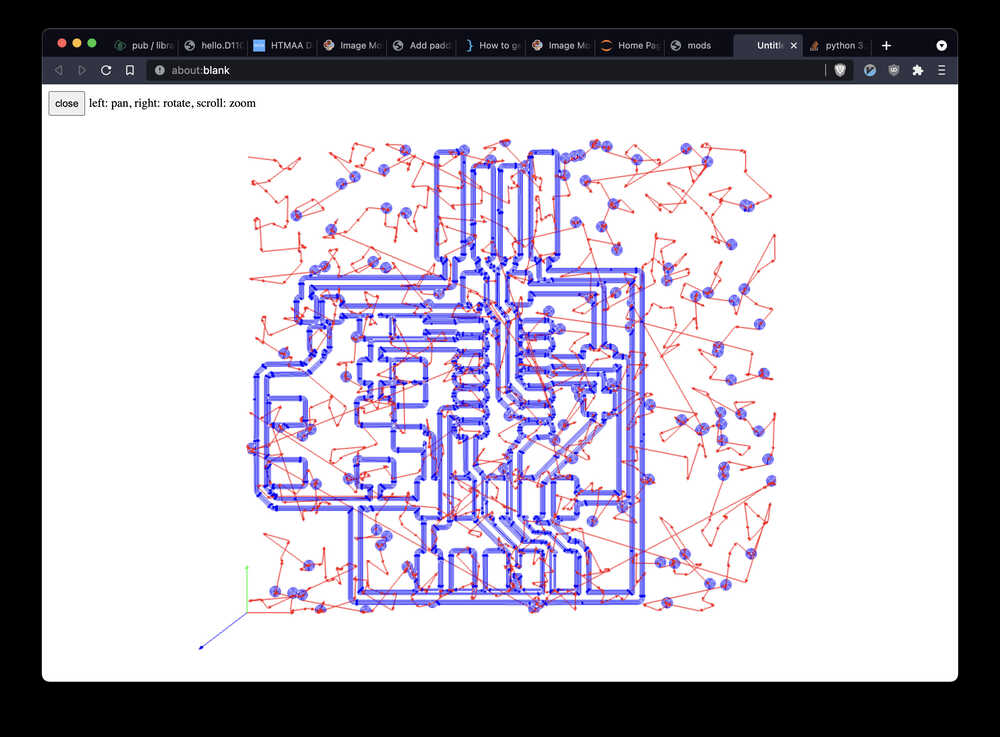 pub / libra
hello.D11C
HTMAA D
Image Mo
Add padd
How to ge
Image Mo
Home Pag
mods
Untitle
python 3.
about:blank
close
left: pan, right: rotate, scroll: zoom